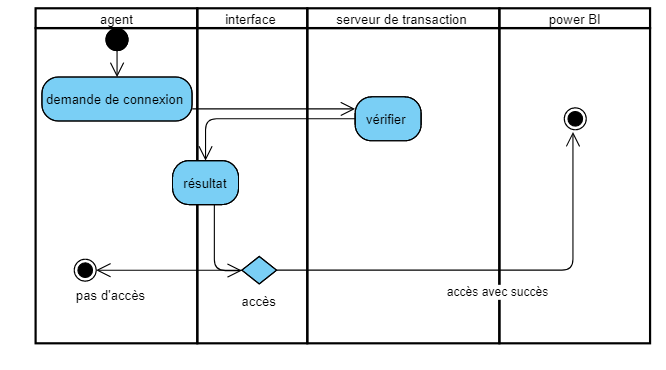 agent
interface
serveur de transaction
power BI
demande de connexion
vérifier
résultat
pas d'accès
accès
accès avec succès